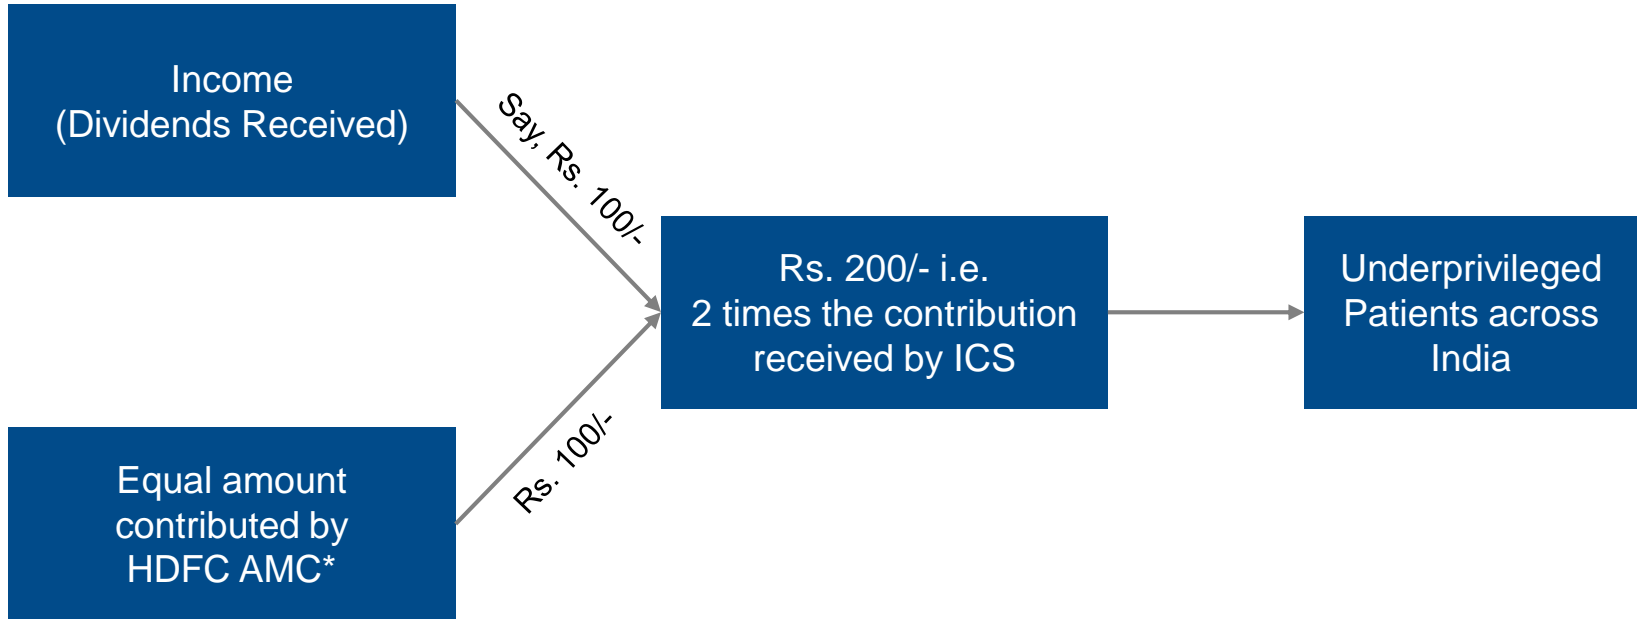 Income
(Dividends Received)
Say, Rs. 100/-
Rs. 200/- i.e.
2 times the contribution
received by ICS
Underprivileged
Patients across
India
Equal amount
contributed by
HDFC AMC*
Rs. 100/-